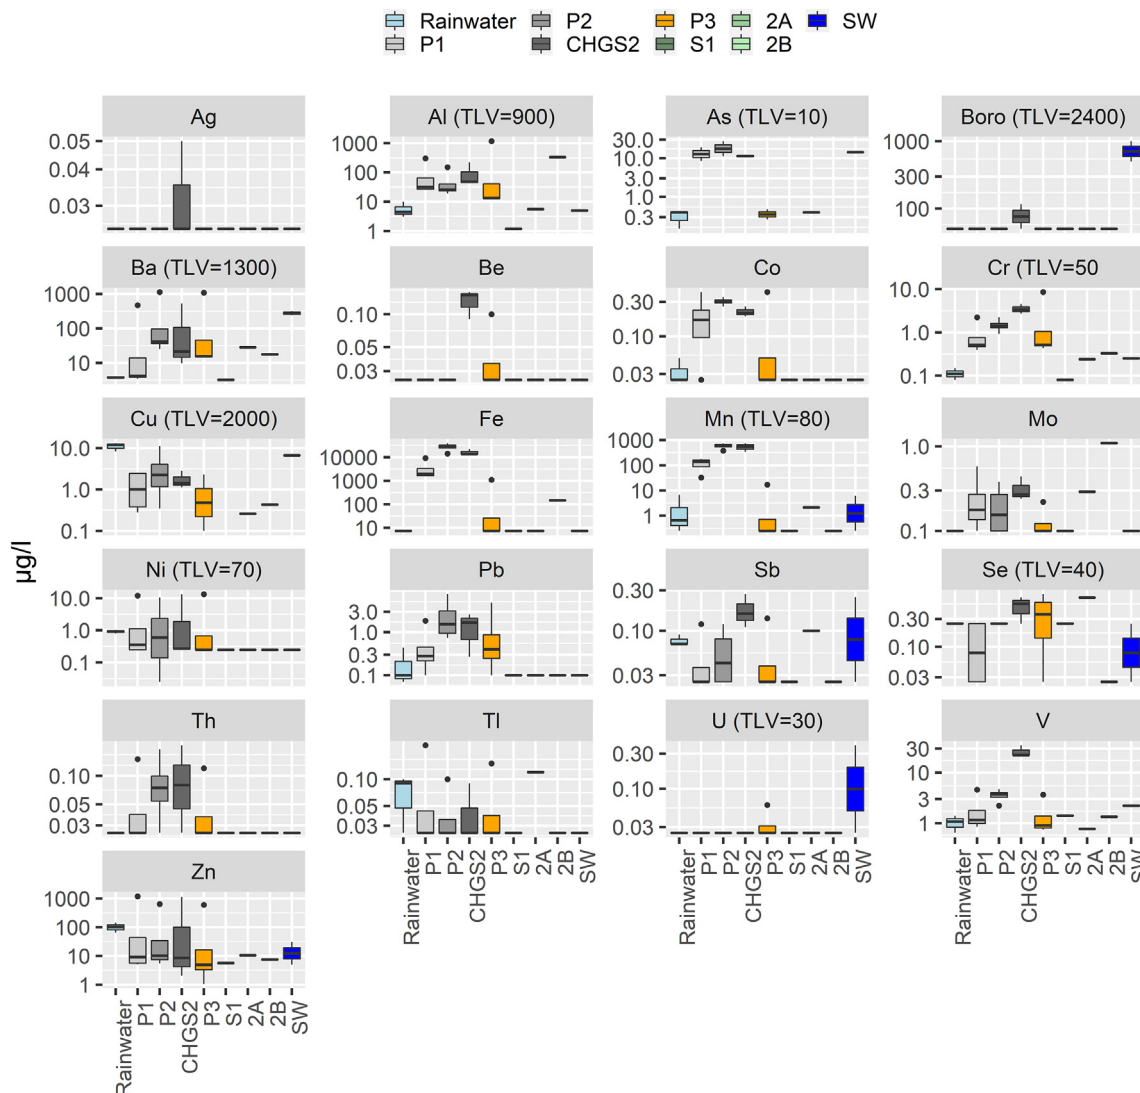 Rainwater P2 P3 2A SW
P1 CHGS2 S1 2B
Ag Al (TLV=900) As (TLV=10) Boro (TLV=2400)
0.05 1000 30.0 1000
0.04 100 10.0 300
0.03 10 3.0 100
1 1.0
0.3
Ba (TLV=1300) Be Co Cr (TLV=50
1000 0.10 0.30 10.0
100 0.05 0.10 1.0
10 0.03 0.03 0.1
Cu (TLV=2000) Fe Mn (TLV=80) Mo
10.0 10000 1000 1.0
1.0 1000 100 0.3
0.1 100 10 0.1
10 1
µg/l
Ni (TLV=70) Pb Sb Se (TLV=40)
10.0 3.0 0.30 0.30
1.0 1.0 0.10 0.10
0.1 0.3 0.03 0.03
0.1
Th Tl U (TLV=30) V
0.10 0.10 0.30 30
0.05 0.05 0.10 10
0.03 0.03 0.03 3
1
Rainwater P1 P2 CHGS2 P3 S1 2A 2B SW
Rainwater P1 P2 CHGS2 P3 S1 2A 2B SW
Rainwater P1 P2 CHGS2 P3 S1 2A 2B SW
Zn
1000
100
10
1
Rainwater P1 P2 CHGS2 P3 S1 2A 2B SW